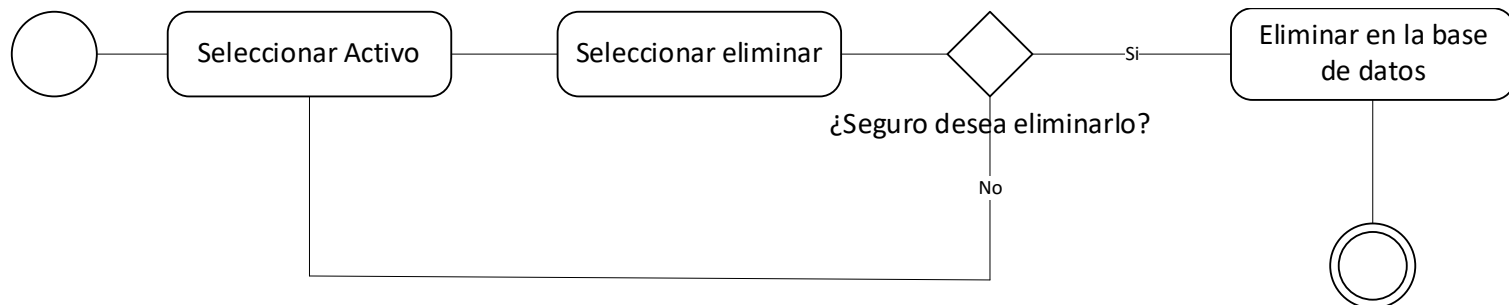 Seleccionar Activo
Seleccionar eliminar
Si
Eliminar en la base
de datos
¿Seguro desea eliminarlo?
No